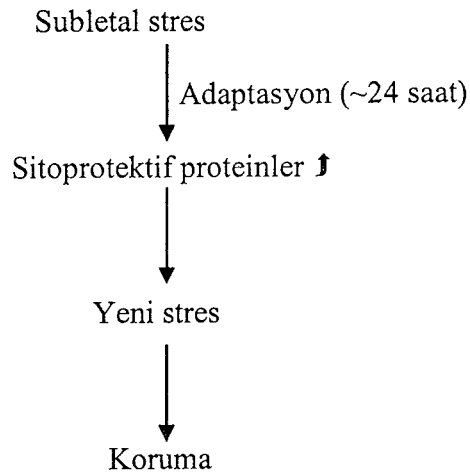 Subletal stres
Adaptasyon (~24 saat)
Sitoprotektif proteinler ⬆
Yeni stres
Koruma